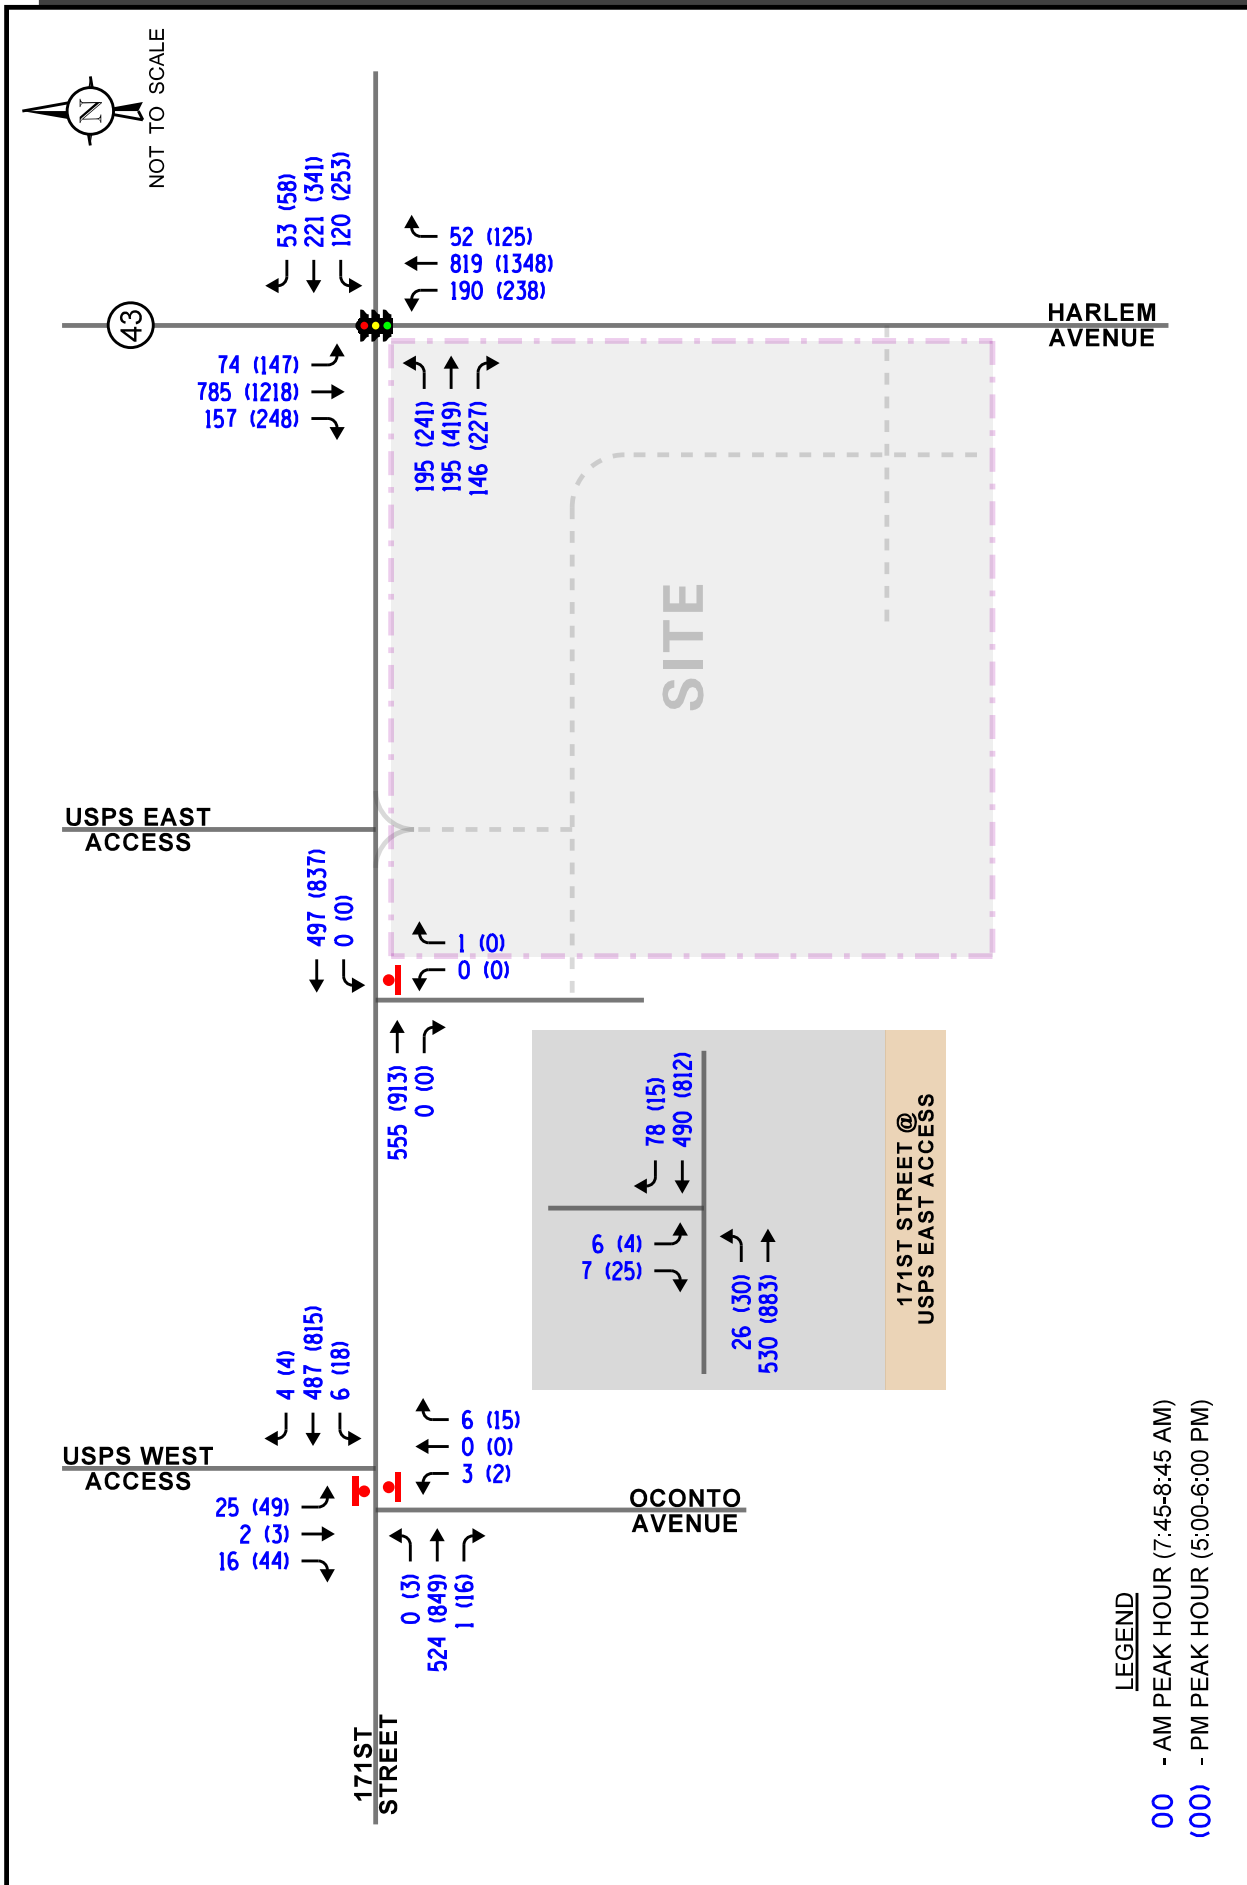 N
NOT TO SCALE
53 (58)
221 (341)
120 (253)
52 (125)
819 (1348)
190 (238)
43
HARLEM
AVENUE
74 (147)
785 (1218)
157 (248)
195 (241)
195 (419)
146 (227)
SITE
USPS EAST
ACCESS
497 (837)
0 (0)
1 (0)
0 (0)
555 (913)
0 (0)
78 (15)
490 (812)
6 (4)
7 (25)
26 (30)
530 (883)
171ST STREET @
USPS EAST ACCESS
4 (4)
487 (815)
6 (18)
USPS WEST
ACCESS
6 (15)
0 (0)
3 (2)
25 (49)
2 (3)
16 (44)
OCONTO
AVENUE
0 (3)
524 (849)
1 (16)
171ST
STREET
LEGEND
00 - AM PEAK HOUR (7:45-8:45 AM)
(00) - PM PEAK HOUR (5:00-6:00 PM)